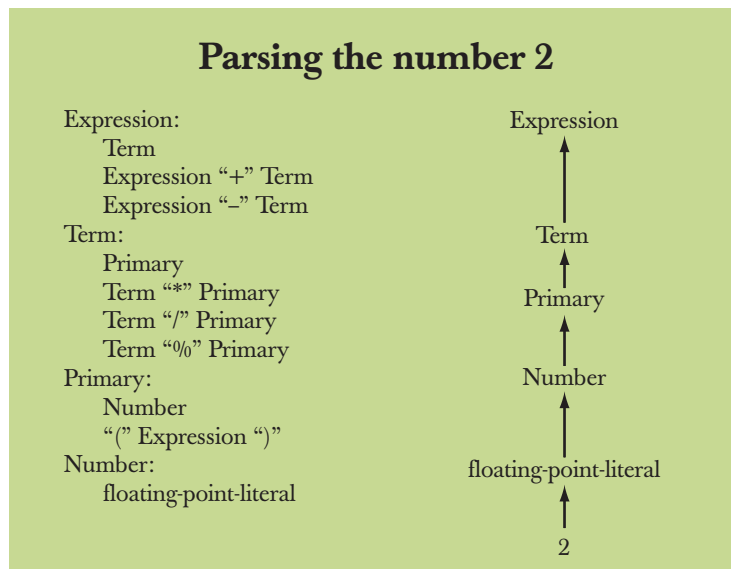 Parsing the number 2
Expression:
Term
Expression “+” Term
Expression “–” Term
Term:
Primary
Term “*” Primary
Term “/” Primary
Term “%” Primary
Primary:
Number
“(” Expression “)”
Number:
floating-point-literal
Expression
Term
Primary
Number
floating-point-literal
2